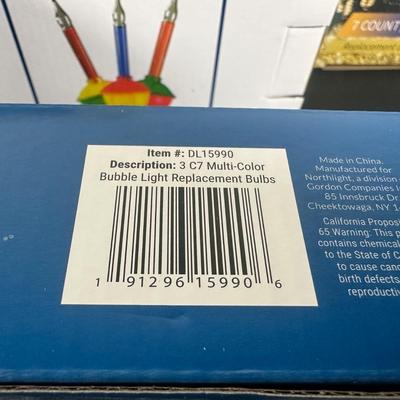 7 COUNT
Replacement
Item #: DL15990
Description: 3 C7 Multi-Color
Bubble Light Replacement Bulbs
1 91296 15990 6
Made in China.
Manufactured for
Northlight, a division
Gordon Companies
85 Innsbruck Dr
Cheektowaga, NY
California Propos
65 Warning: This p
contains chemical
to the State of C
to cause canc
birth defects
reproductiv